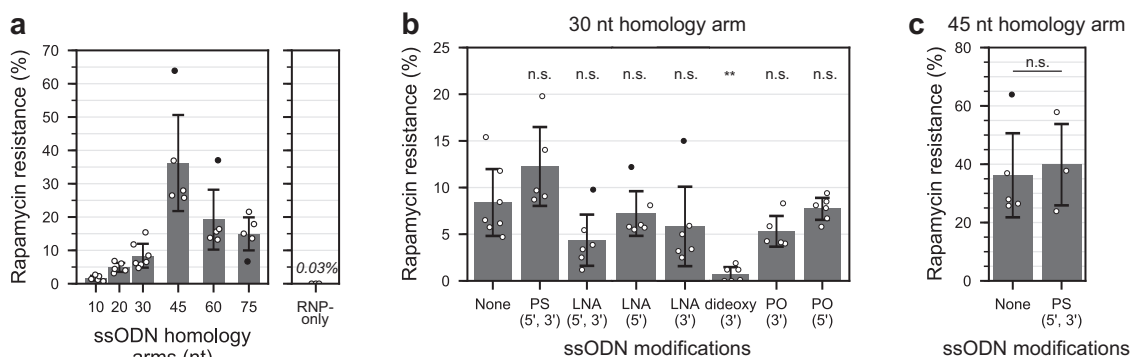 a
Rapamycin resistance (%)
70
60
50
40
30
20
10
0
0.03%
10 20 30 45 60 75
RNP-
only
ssODN homology
arms (nt)
b
30 nt homology arm
Rapamycin resistance (%)
25
20
15
10
5
0
n.s. n.s. n.s. n.s. ** n.s. n.s.
None PS LNA LNA LNA dideoxy PO PO
(5', 3') (5', 3') (5') (3') (3') (3') (5')
ssODN modifications
c
45 nt homology arm
Rapamycin resistance (%)
80
60
40
20
0
n.s.
None PS
(5', 3')
ssODN modifications